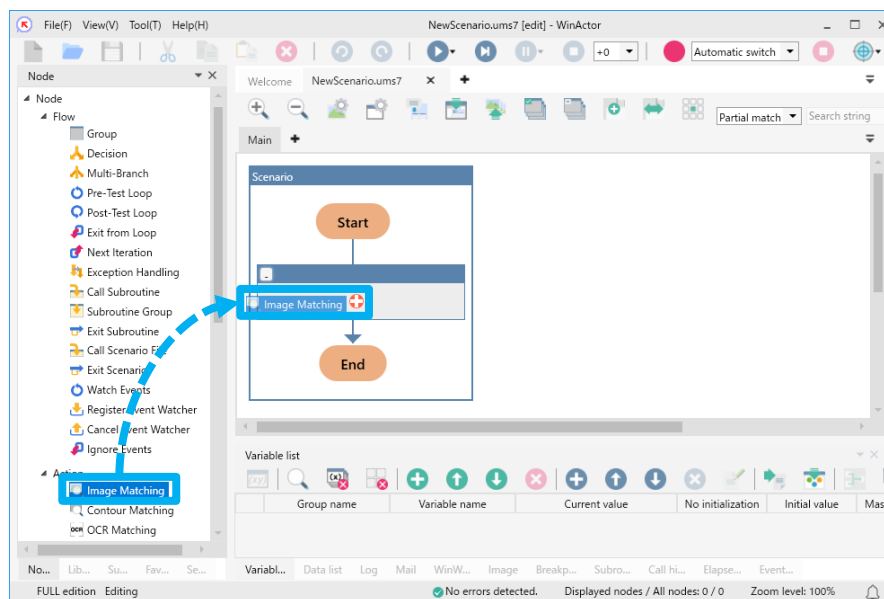 File(F) View(V) Tool(T) Help(H) NewScenario.ums7 [edit] - WinActor
+0 Automatic switch
Node
Welcome NewScenario.ums7
Node
Flow
Group
Decision
Multi-Branch
Pre-Test Loop
Post-Test Loop
Exit from Loop
Next Iteration
Exception Handling
Call Subroutine
Subroutine Group
Exit Subroutine
Call Scenario File
Exit Scenario
Watch Events
Register Event Watcher
Cancel Event Watcher
Ignore Events
Action
Image Matching
Contour Matching
OCR OCR Matching
No... Lib... Su... Fav... Se...
Partial match Search string
Main
Scenario
Start
Image Matching
End
Variable list
Group name Variable name Current value No initialization Initial value Mas
Variabl... Data list Log Mail WinW... Image Breakp... Subro... Call hi... Elapse... Event...
FULL edition Editing No errors detected. Displayed nodes / All nodes: 0 / 0 Zoom level: 100%